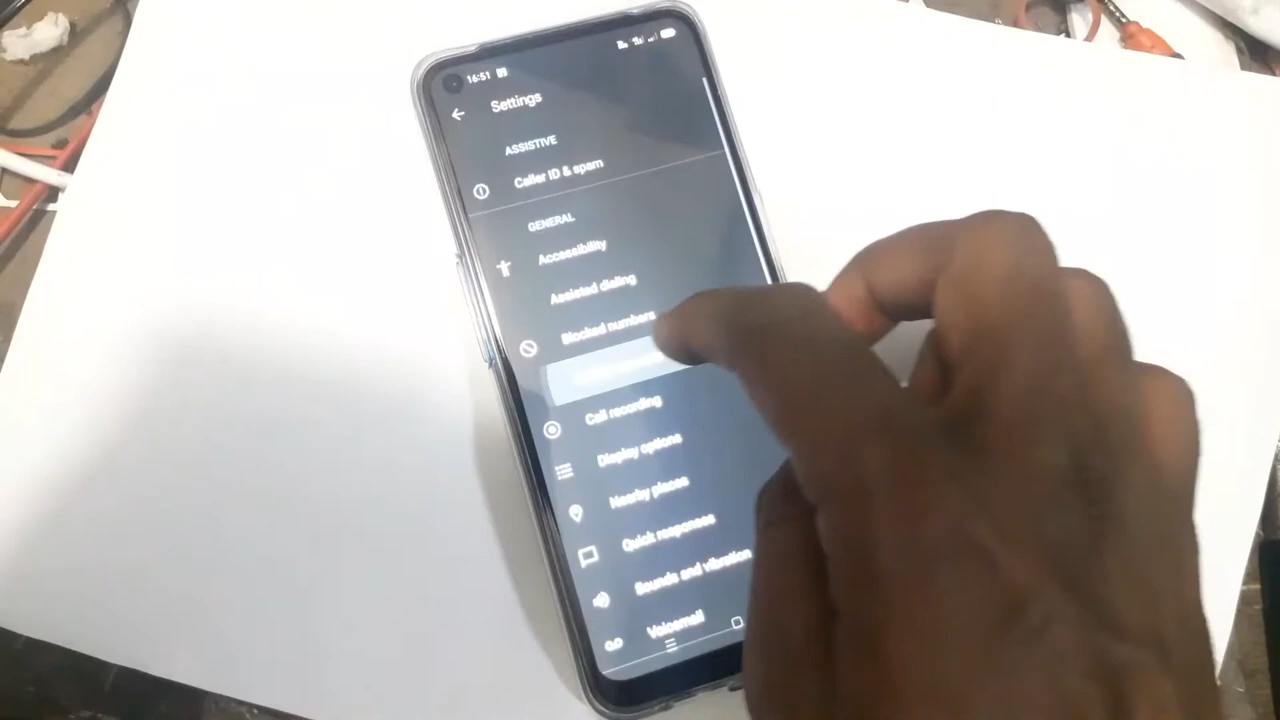 16:51
Settings
ASSISTIVE
Caller ID & spam
GENERAL
Accessibility
Assisted dialing
Blocked numbers
Call recording
Display options
Nearby places
Quick responses
Sounds and vibration
Voicemail